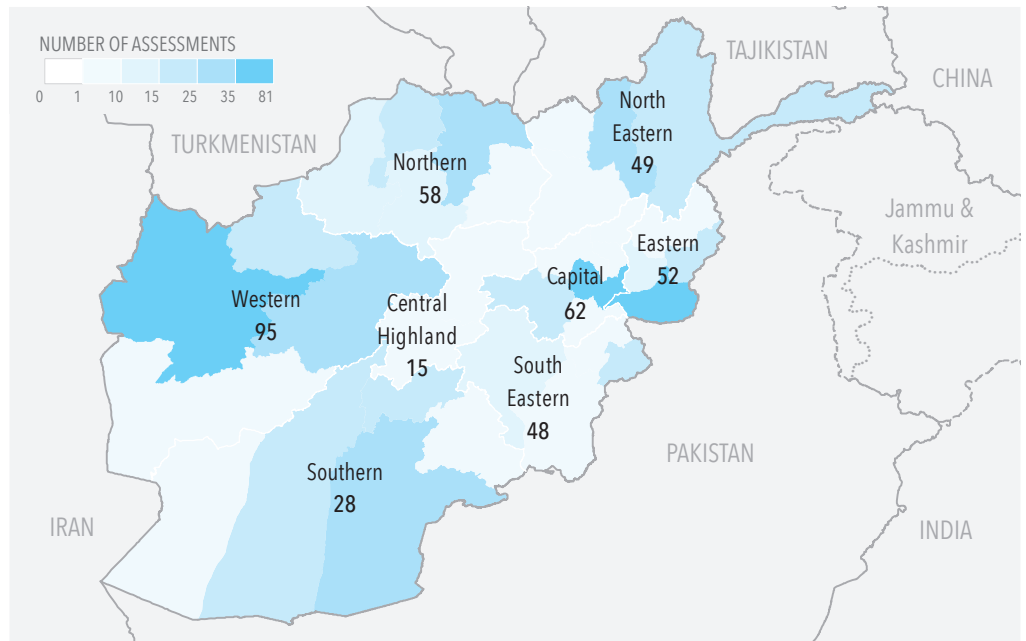 NUMBER OF ASSESSMENTS
0 1 10 15 25 35 81
TAJIKISTAN
CHINA
TURKMENISTAN
North
Eastern
49
Northern
58
Jammu &
Kashmir
Eastern
52
Capital
62
Western
95
Central
Highland
15
South
Eastern
48
PAKISTAN
Southern
28
IRAN
INDIA